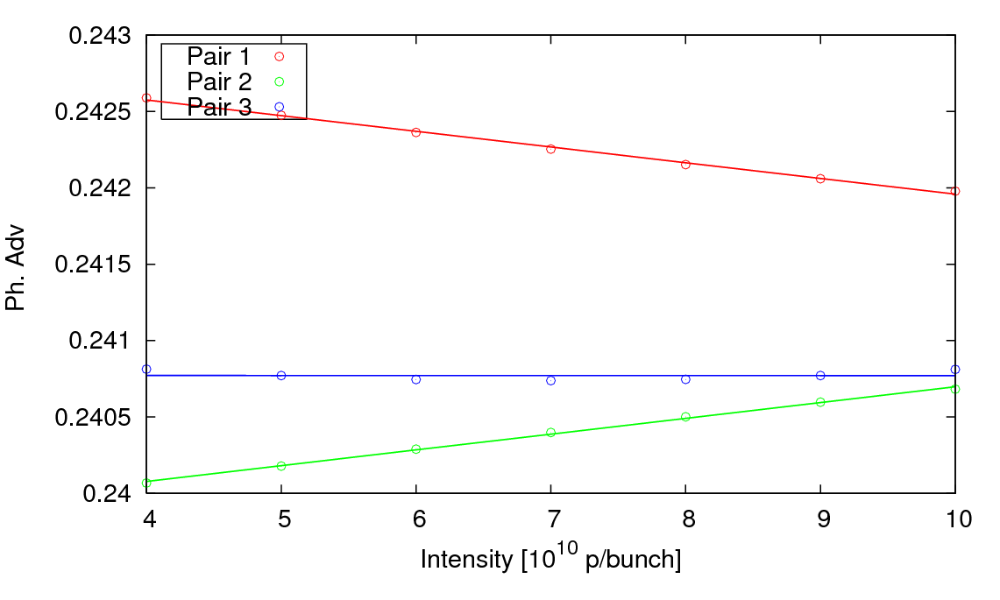 0.243
0.2425
0.242
0.2415
0.241
0.2405
0.24
Ph. Adv
Pair 1
Pair 2
Pair 3
4 5 6 7 8 9 10
Intensity [10^10 p/bunch]